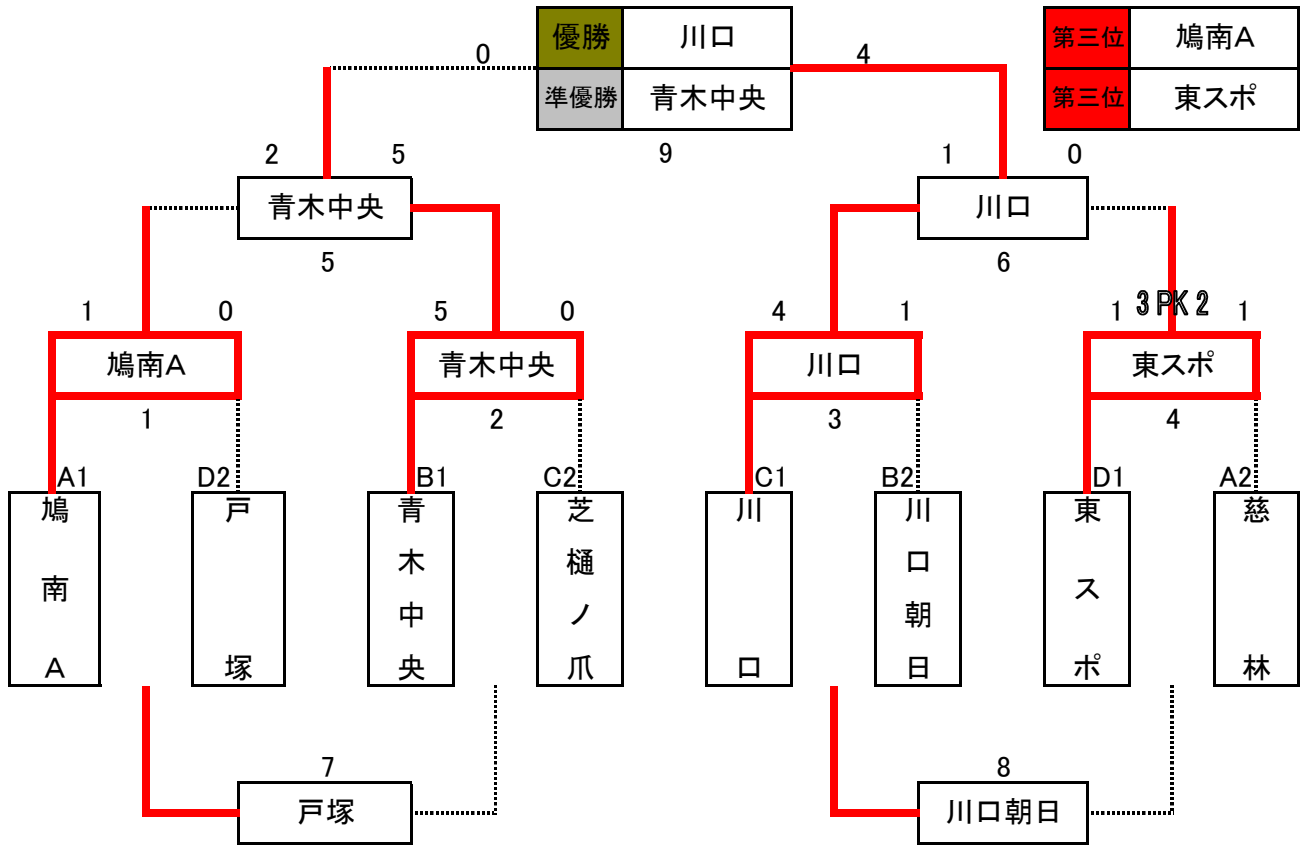 優勝 川口 第三位 鳩南A
0 4
準優勝 青木中央 第三位 東スポ
2 5 9 1 0
青木中央 川口
5 6
1 0 5 0 4 1 1 3 PK 2 1
鳩南A 青木中央 川口 東スポ
1 2 3 4
A1 D2 B1 C2 C1 B2 D1 A2
鳩南A
戸塚
青木中央
芝樋ノ爪
川口
川口朝日
東スポ
慈林
7 8
戸塚 川口朝日